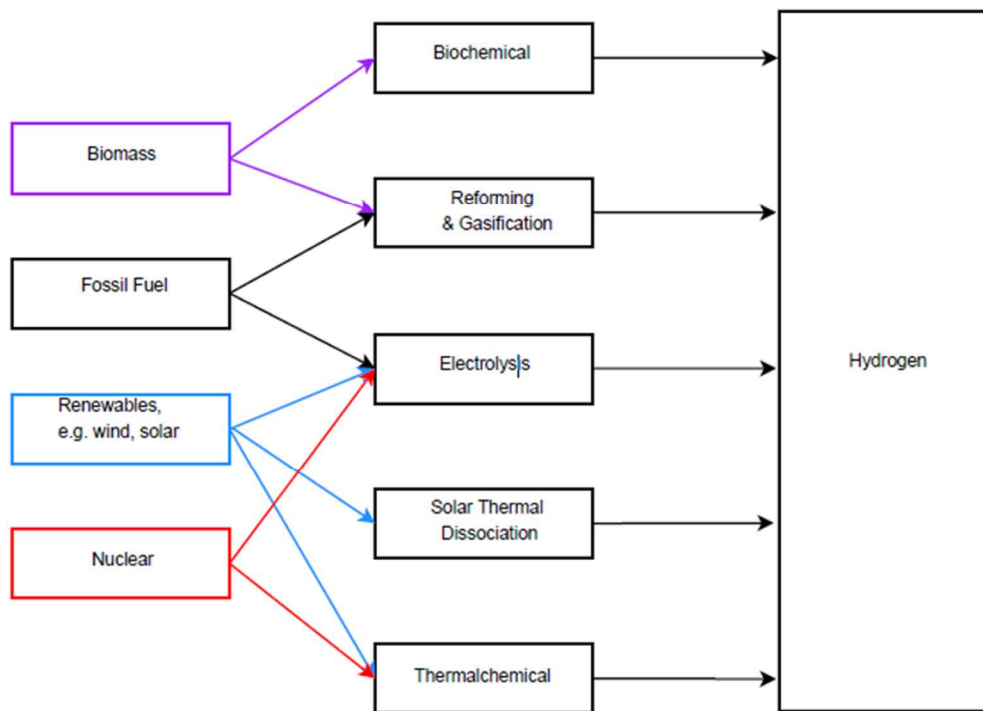 Biochemical
Biomass
Reforming
& Gasification
Fossil Fuel
Electrolysis
Hydrogen
Renewables,
e.g. wind, solar
Solar Thermal
Dissociation
Nuclear
Thermalchemical